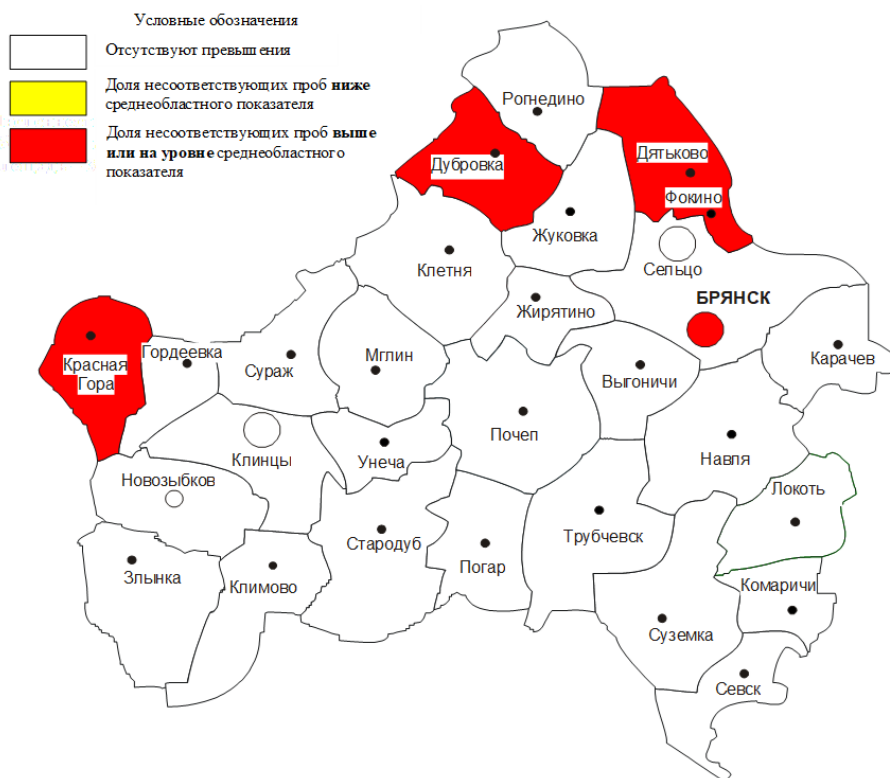 Условные обозначения
Отсутствуют превышения
Доля несоответствующих проб ниже
среднеобластного показателя
Доля несоответствующих проб выше
или на уровне среднеобластного
показателя
Рогнедино
Дубровка
Дятьково
Фокино
Жуковка
Клетня
Сельцо
БРЯНСК
Жирятино
Красная
Гора
Гордеевка
Сураж
Мглин
Выгоничи
Карачев
Почеп
Клинцы
Унеча
Навля
Новозыбков
Локоть
Стародуб
Погар
Трубчевск
Злынка
Климово
Комаричи
Суземка
Севск